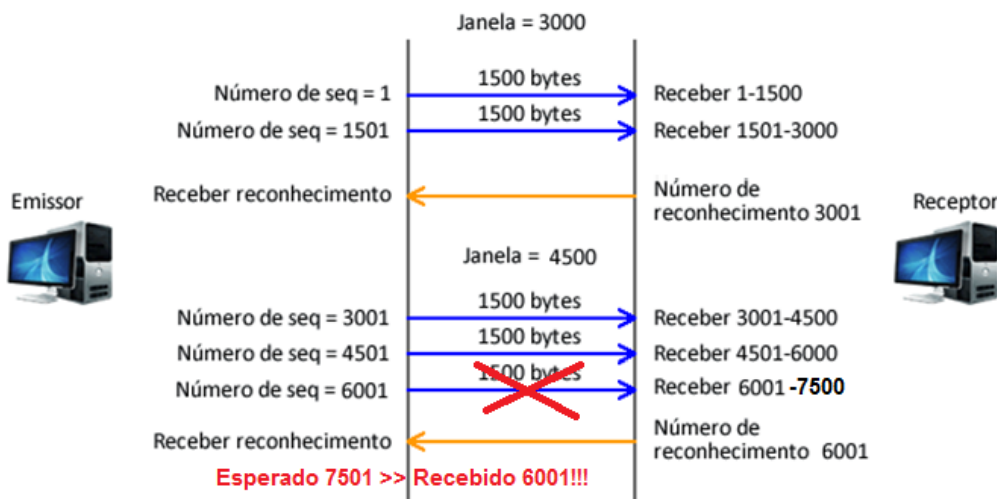 Janela = 3000
1500 bytes
Número de seq = 1
Receber 1-1500
1500 bytes
Número de seq = 1501
Receber 1501-3000
Receber reconhecimento
Número de
reconhecimento 3001
Emissor
Receptor
Janela = 4500
1500 bytes
Número de seq = 3001
Receber 3001-4500
1500 bytes
Número de seq = 4501
Receber 4501-6000
1500 bytes
Número de seq = 6001
Receber 6001 -7500
Receber reconhecimento
Número de
reconhecimento 6001
Esperado 7501 >> Recebido 6001!!!